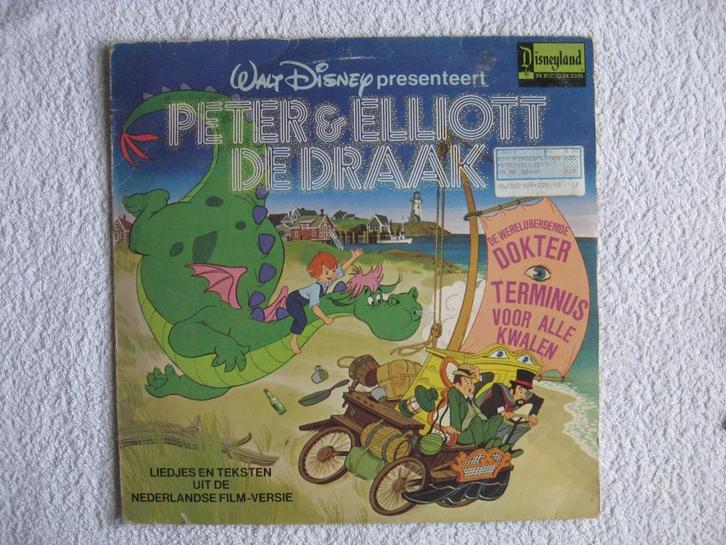 Disneyland
RECORDS
WALT DISNEY presenteert
PETER & ELLIOTT
DE DRAAK
DE WERELDBEROEMDE
DOKTER
TERMINUS
VOOR ALLE
KWALEN
LIEDJES EN TEKSTEN
UIT DE
NEDERLANDSE FILM-VERSIE